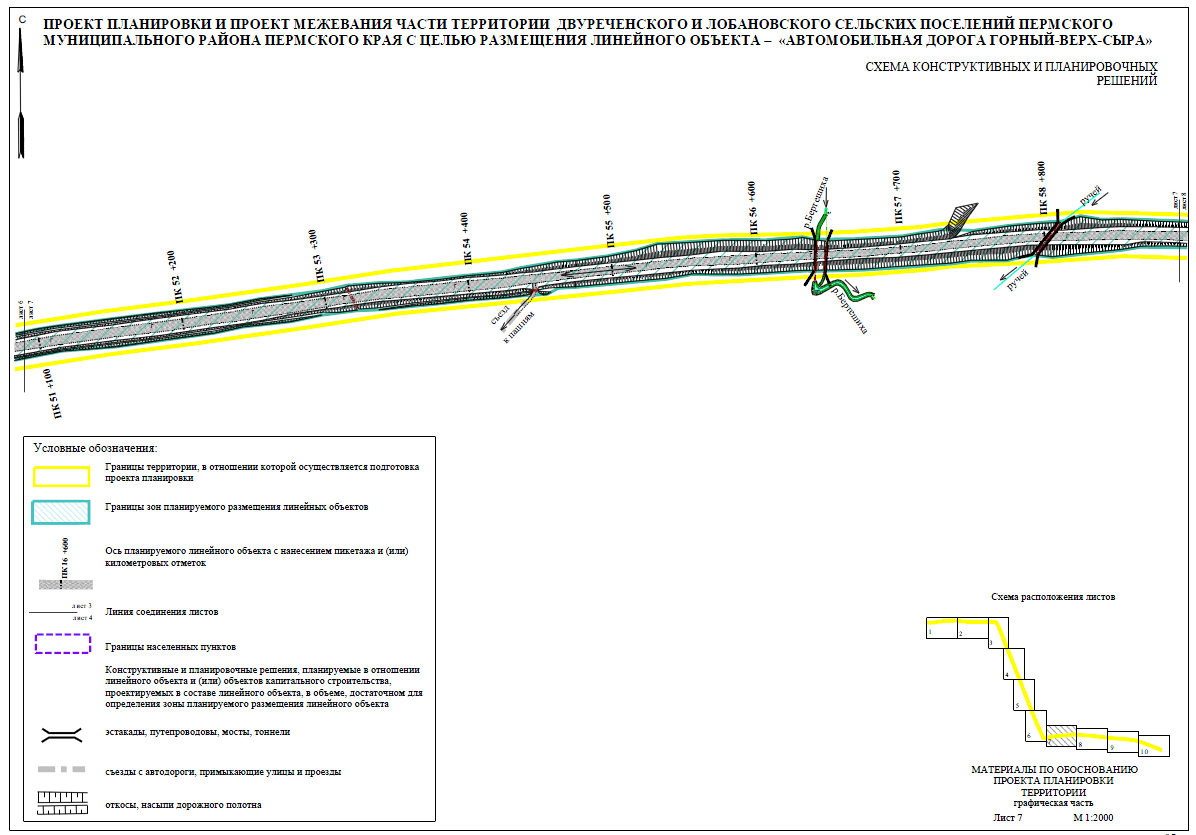 С
ПРОЕКТ ПЛАНИРОВКИ И ПРОЕКТ МЕЖЕВАНИЯ ЧАСТИ ТЕРРИТОРИИ ДВУРЕЧЕНСКОГО И ЛОБАНОВСКОГО СЕЛЬСКИХ ПОСЕЛЕНИЙ ПЕРМСКОГО
МУНИЦИПАЛЬНОГО РАЙОНА ПЕРМСКОГО КРАЯ С ЦЕЛЬЮ РАЗМЕЩЕНИЯ ЛИНЕЙНОГО ОБЪЕКТА – «АВТОМОБИЛЬНАЯ ДОРОГА ГОРНЫЙ-ВЕРХ-СЫРА»
СХЕМА КОНСТРУКТИВНЫХ И ПЛАНИРОВОЧНЫХ
РЕШЕНИЙ
лист 6
лист 7
ПК 51 +100
ПК 52 +200
ПК 53 +300
ПК 54 +400
съезд
к пашням
ПК 55 +500
ПК 56 +600
р.Бергешиха
р.Бергешиха
ПК 57 +700
ПК 58 +800
ручей
ручей
лист 7
лист 8
Условные обозначения:
Границы территории, в отношении которой осуществляется подготовка
проекта планировки
Границы зон планируемого размещения линейных объектов
ПК 16 +600
Ось планируемого линейного объекта с нанесением пикетажа и (или)
километровых отметок
лист 3
лист 4
Линия соединения листов
Границы населенных пунктов
Конструктивные и планировочные решения, планируемые в отношении
линейного объекта и (или) объектов капитального строительства,
проектируемых в составе линейного объекта, в объеме, достаточном для
определения зоны планируемого размещения линейного объекта
эстакады, путепроводовы, мосты, тоннели
съезды с автодороги, примыкающие улицы и проезды
откосы, насыпи дорожного полотна
Схема расположения листов
1
2
3
4
5
6
8
9
10
МАТЕРИАЛЫ ПО ОБОСНОВАНИЮ
ПРОЕКТА ПЛАНИРОВКИ
ТЕРРИТОРИИ
графическая часть
Лист 7 М 1:2000